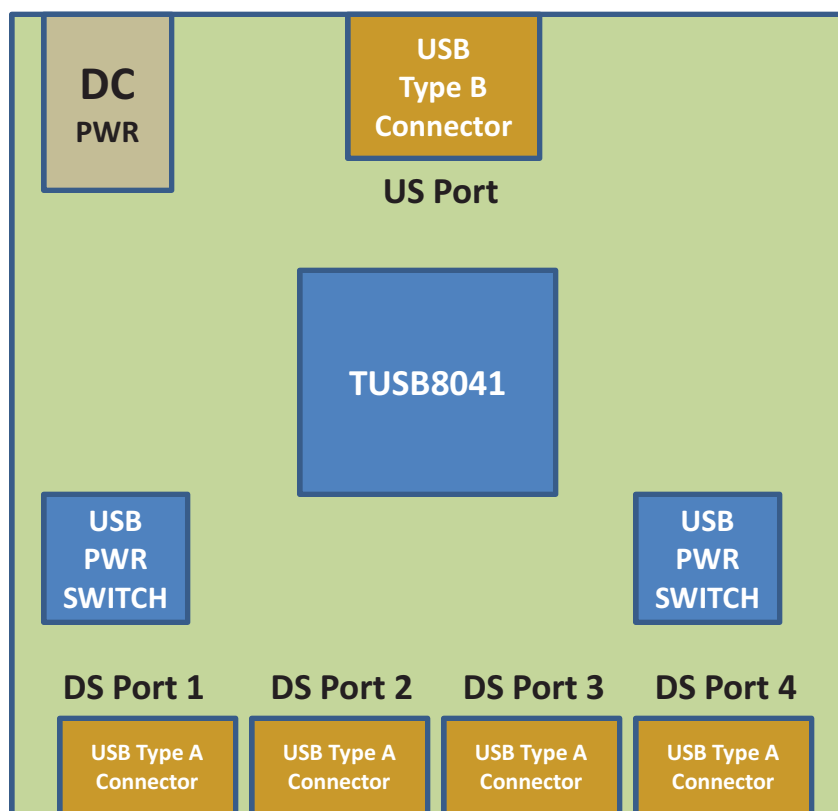 DC
PWR
USB
Type B
Connector
US Port
TUSB8041
USB
PWR
SWITCH
USB
PWR
SWITCH
DS Port 1
DS Port 2
DS Port 3
DS Port 4
USB Type A
Connector
USB Type A
Connector
USB Type A
Connector
USB Type A
Connector